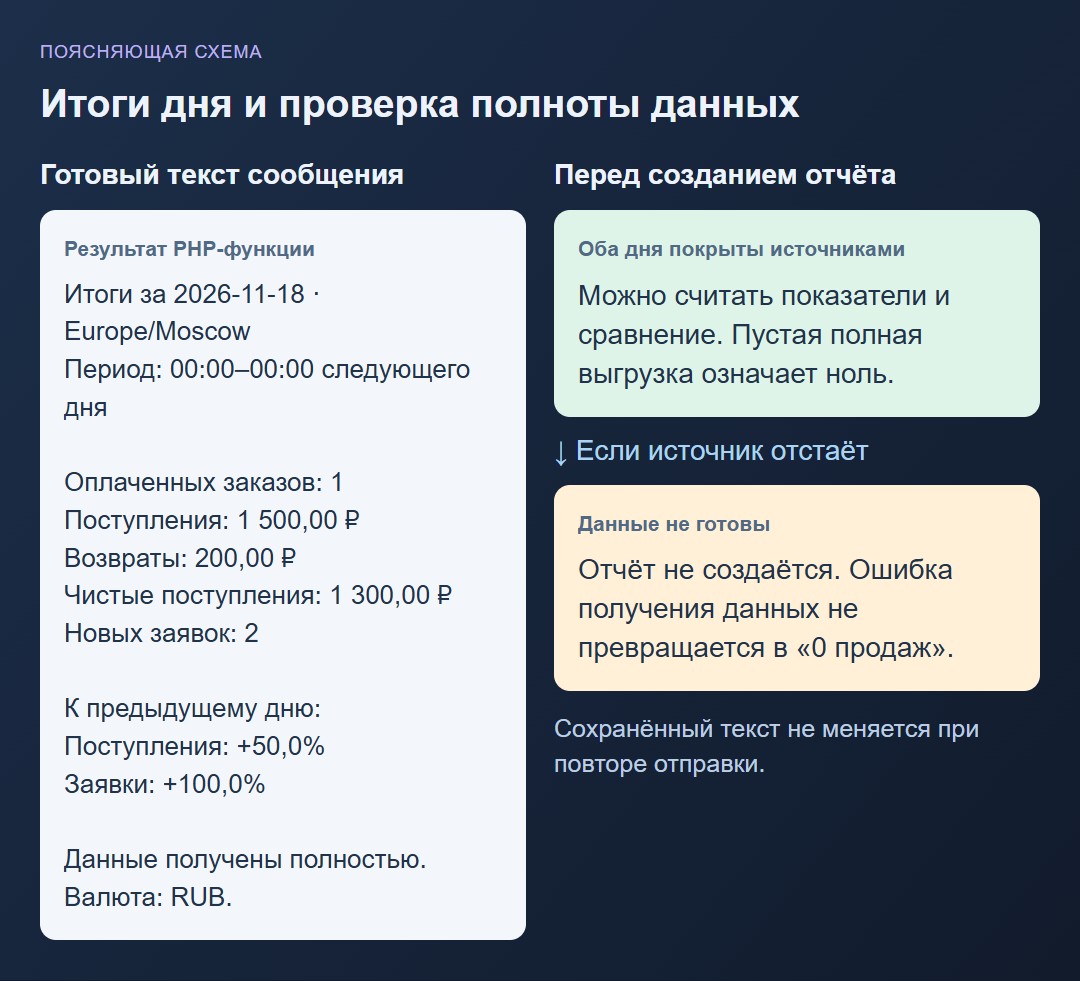 ПОЯСНЯЮЩАЯ СХЕМА
Итоги дня и проверка полноты данных
Готовый текст сообщения
Результат PHP-функции
Итоги за 2026-11-18 ·
Europe/Moscow
Период: 00:00–00:00 следующего
дня
Оплаченных заказов: 1
Поступления: 1 500,00 ₽
Возвраты: 200,00 ₽
Чистые поступления: 1 300,00 ₽
Новых заявок: 2
К предыдущему дню:
Поступления: +50,0%
Заявки: +100,0%
Данные получены полностью.
Валюта: RUB.
Перед созданием отчёта
Оба дня покрыты источниками
Можно считать показатели и
сравнение. Пустая полная
выгрузка означает ноль.
↓ Если источник отстаёт
Данные не готовы
Отчёт не создаётся. Ошибка
получения данных не
превращается в «0 продаж».
Сохранённый текст не меняется при
повторе отправки.